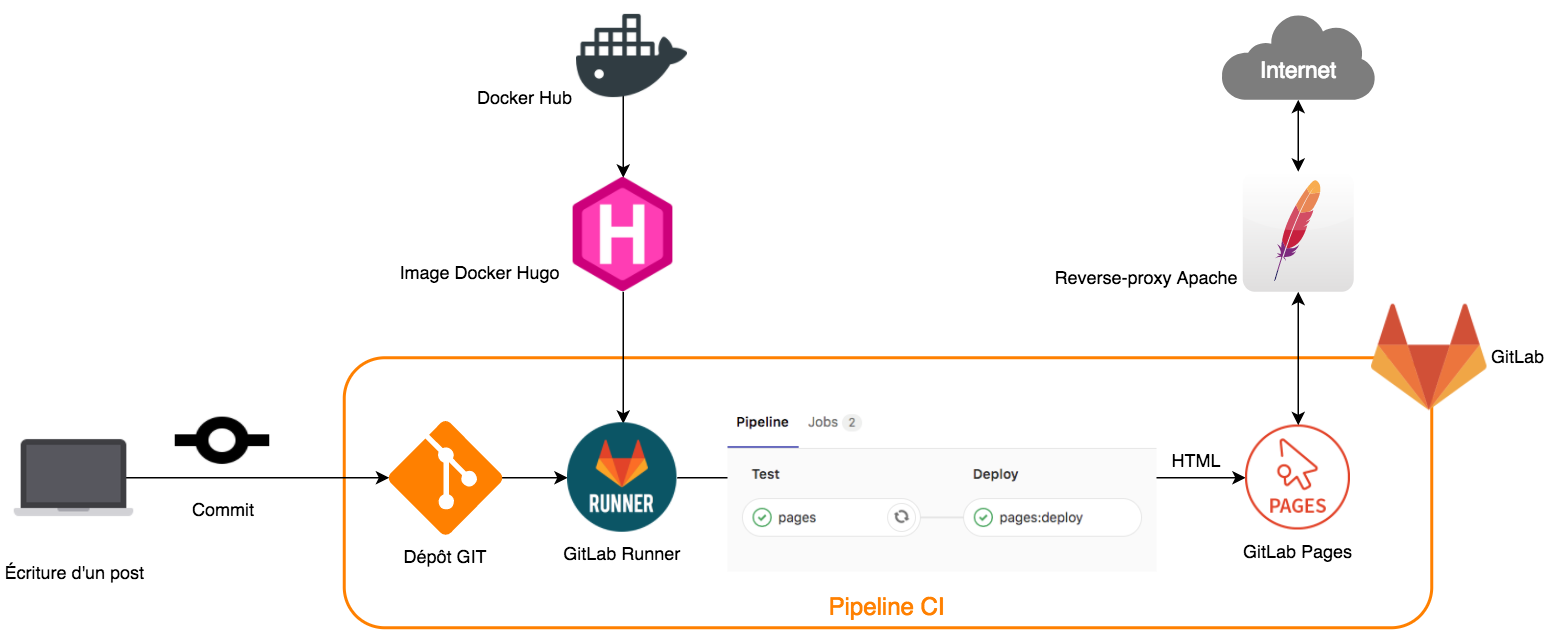 Docker Hub
Internet
Image Docker Hugo
Reverse-proxy Apache
GitLab
Pipeline Jobs 2
Test Deploy
pages pages:deploy
HTML
Commit
RUNNER
PAGES
Dépôt GIT
GitLab Runner
GitLab Pages
Écriture d'un post
Pipeline CI